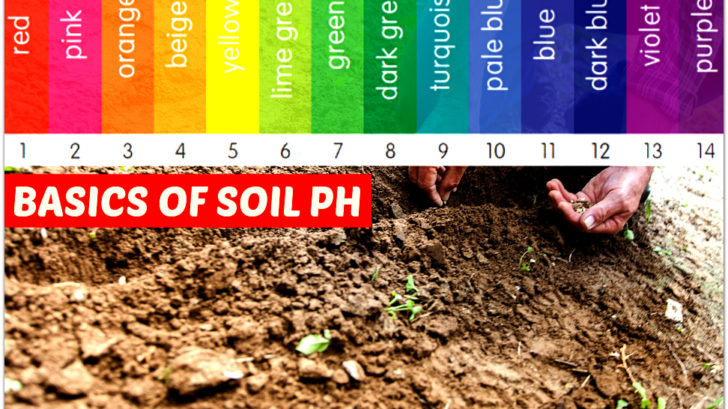 red
pink
orange
beige
yellow
lime gre
green
dark gre
turquois
pale blu
blue
dark blu
violet
purple
1 2 3 4 5 6 7 8 9 10 11 12 13 14
BASICS OF SOIL PH